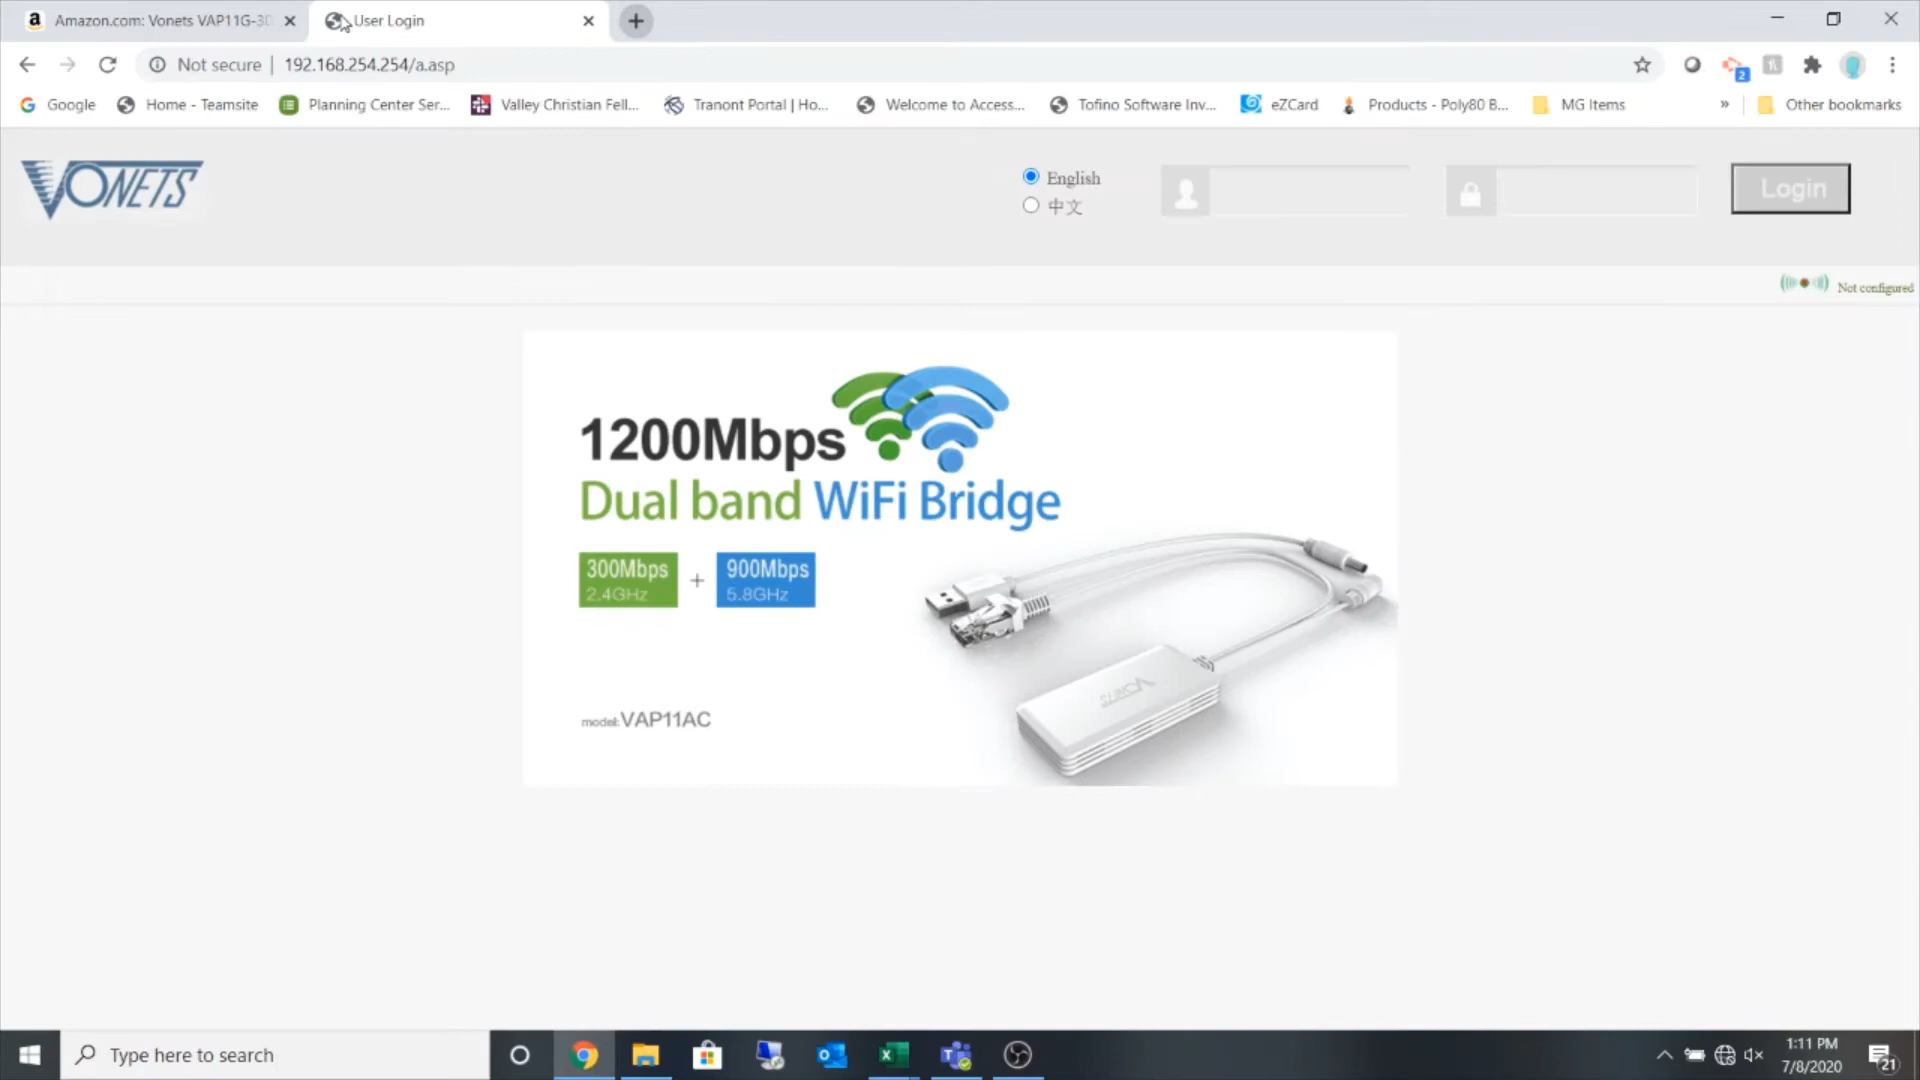 Amazon.com: Vonets VAP11G-30
User Login
Not secure | 192.168.254.254/a.asp
2
Google
Home - Teamsite
Planning Center Ser...
Valley Christian Fell...
Tranont Portal | Ho...
Welcome to Access...
Tofino Software Inv...
eZCard
Products - Poly80 B...
MG Items
»
Other bookmarks
VONETS
English
中文
Login
Not configured
1200Mbps
Dual band WiFi Bridge
300Mbps
2.4GHz
+
900Mbps
5.8GHz
VONETS
model:VAP11AC
Type here to search
1:11 PM
7/8/2020
21